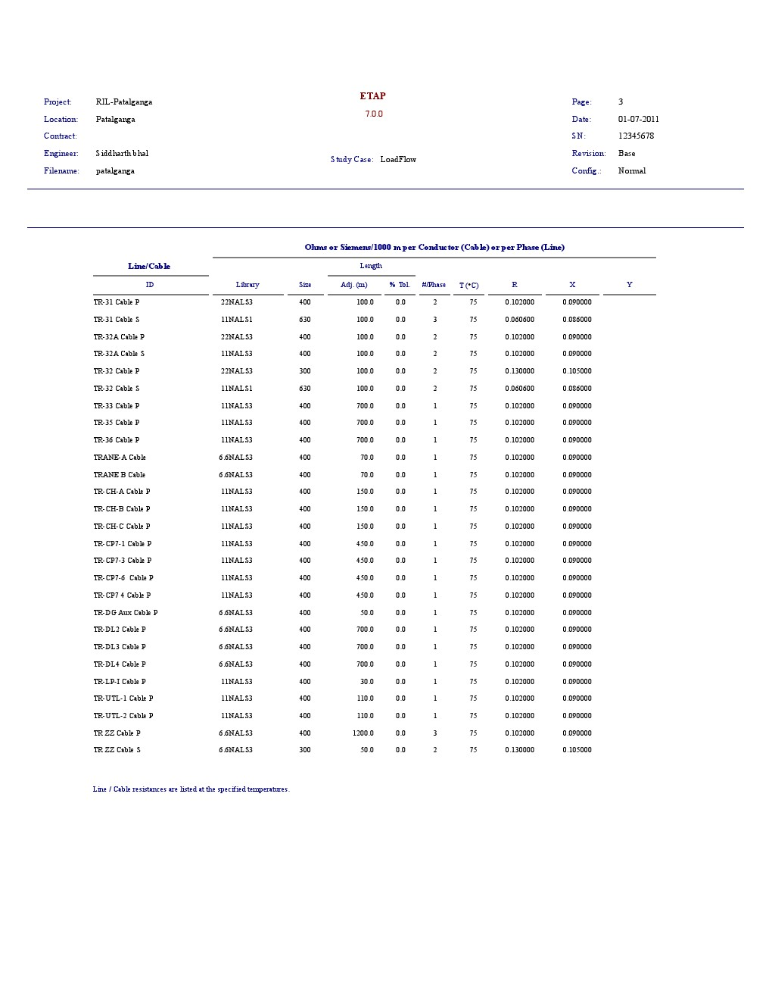 ETAP
Project: RIL-Patalganga Page: 3
7.0.0
Location: Patalganga Date: 01-07-2011
Contract: SN: 12345678
Engineer: Siddharth bhal Revision: Base
Study Case: LoadFlow
Filename: patalganga Config.: Normal
Ohms or Siemens/1000 m per Conductor (Cable) or per Phase (Line)
Line/Cable Length
ID Library Size Adj. (m) % Tol. #/Phase T (°C) R X Y
TR-31 Cable P 22NALS3 400 100.0 0.0 2 75 0.102000 0.090000
TR-31 Cable S 11NALS1 630 100.0 0.0 3 75 0.060600 0.086000
TR-32A Cable P 22NALS3 400 100.0 0.0 2 75 0.102000 0.090000
TR-32A Cable S 11NALS3 400 100.0 0.0 2 75 0.102000 0.090000
TR-32 Cable P 22NALS3 300 100.0 0.0 2 75 0.130000 0.105000
TR-32 Cable S 11NALS1 630 100.0 0.0 2 75 0.060600 0.086000
TR-33 Cable P 11NALS3 400 700.0 0.0 1 75 0.102000 0.090000
TR-35 Cable P 11NALS3 400 700.0 0.0 1 75 0.102000 0.090000
TR-36 Cable P 11NALS3 400 700.0 0.0 1 75 0.102000 0.090000
TRANE-A Cable 6.6NALS3 400 70.0 0.0 1 75 0.102000 0.090000
TRANE B Cable 6.6NALS3 400 70.0 0.0 1 75 0.102000 0.090000
TR-CH-A Cable P 11NALS3 400 150.0 0.0 1 75 0.102000 0.090000
TR-CH-B Cable P 11NALS3 400 150.0 0.0 1 75 0.102000 0.090000
TR-CH-C Cable P 11NALS3 400 150.0 0.0 1 75 0.102000 0.090000
TR-CP7-1 Cable P 11NALS3 400 450.0 0.0 1 75 0.102000 0.090000
TR-CP7-3 Cable P 11NALS3 400 450.0 0.0 1 75 0.102000 0.090000
TR-CP7-6 Cable P 11NALS3 400 450.0 0.0 1 75 0.102000 0.090000
TR-CP7 4 Cable P 11NALS3 400 450.0 0.0 1 75 0.102000 0.090000
TR-DG Aux Cable P 6.6NALS3 400 50.0 0.0 1 75 0.102000 0.090000
TR-DL2 Cable P 6.6NALS3 400 700.0 0.0 1 75 0.102000 0.090000
TR-DL3 Cable P 6.6NALS3 400 700.0 0.0 1 75 0.102000 0.090000
TR-DL4 Cable P 6.6NALS3 400 700.0 0.0 1 75 0.102000 0.090000
TR-LP-I Cable P 11NALS3 400 30.0 0.0 1 75 0.102000 0.090000
TR-UTL-1 Cable P 11NALS3 400 110.0 0.0 1 75 0.102000 0.090000
TR-UTL-2 Cable P 11NALS3 400 110.0 0.0 1 75 0.102000 0.090000
TR ZZ Cable P 6.6NALS3 400 1200.0 0.0 3 75 0.102000 0.090000
TR ZZ Cable S 6.6NALS3 300 50.0 0.0 2 75 0.130000 0.105000
Line / Cable resistances are listed at the specified temperatures.